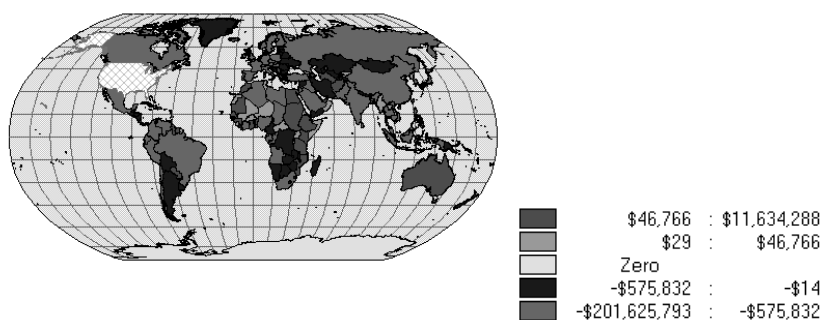 $46,766 : $11,634,288
$29 : $46,766
Zero
-$575,832 : -$14
-$201,625,793 : -$575,832